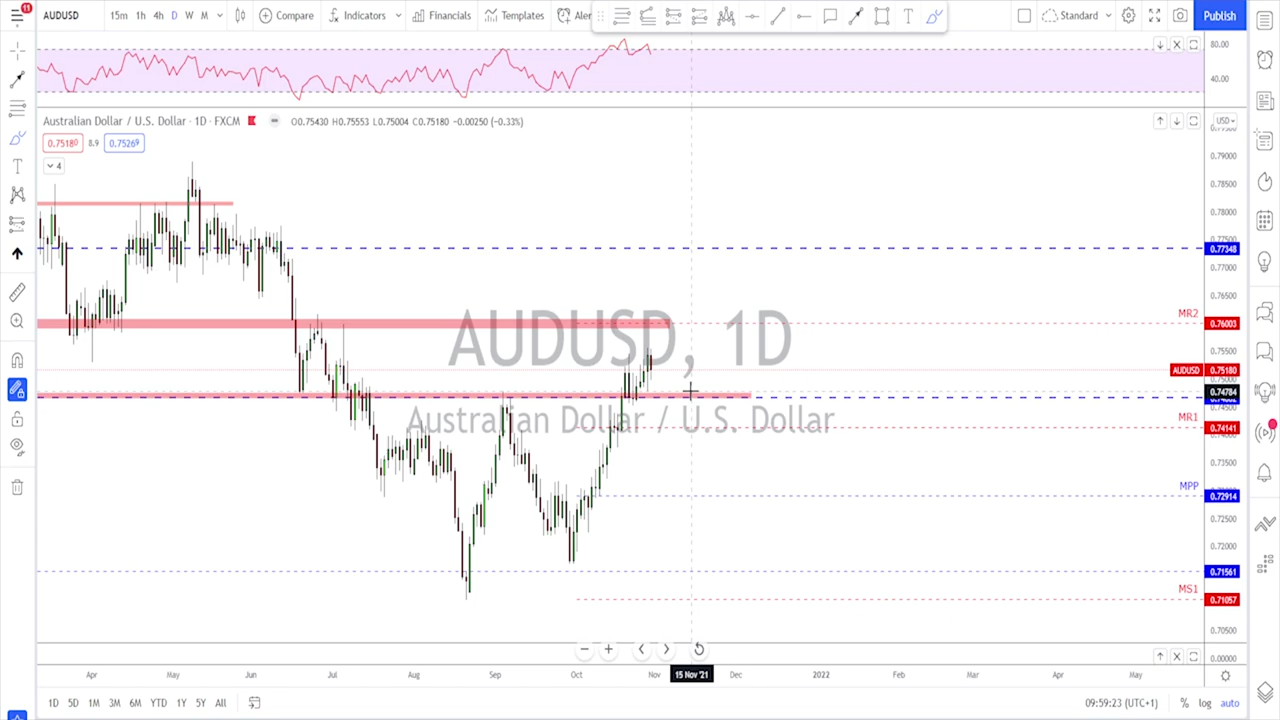 11
AUDUSD
15m 1h 4h D W M
Compare
Indicators
Financials
Templates
Standard
Publish
80.00
40.00
Australian Dollar / U.S. Dollar · 1D · FXCM
O0.75430 H0.75553 L0.75004 C0.75180 −0.00250 (−0.33%)
USD
0.75180 8.9 0.75269
4
0.79000
0.78500
0.78000
0.77348
0.77000
0.76500
MR2
0.76003
AUDUSD, 1D
0.75500
AUDUSD 0.75180
0.74784
Australian Dollar / U.S. Dollar
0.74500
MR1
0.74141
0.73500
MPP
0.72914
0.72500
0.72000
0.71561
MS1
0.71057
0.70500
0.00000
Apr May Jun Jul Aug Sep Oct Nov 15 Nov '21 Dec 2022 Feb Mar Apr May
1D 5D 1M 3M 6M YTD 1Y 5Y All
09:59:23 (UTC+1) % log auto